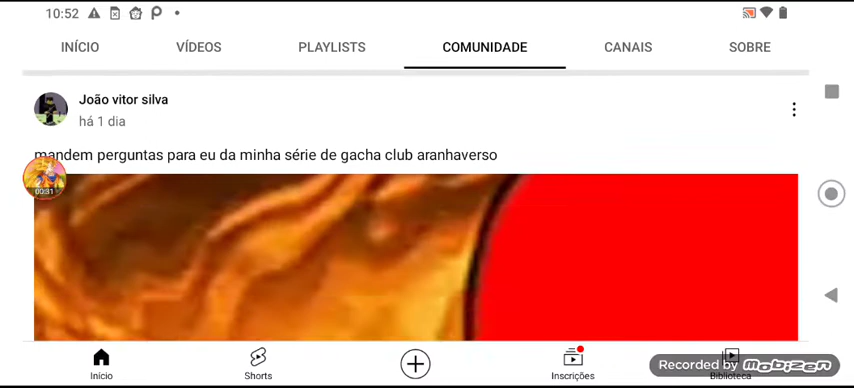 10:52
INÍCIO VÍDEOS PLAYLISTS COMUNIDADE CANAIS SOBRE
João vitor silva
há 1 dia
mandem perguntas para eu da minha série de gacha club aranhaverso
00:31
Início Shorts Inscrições Biblioteca
Recorded by mobizen